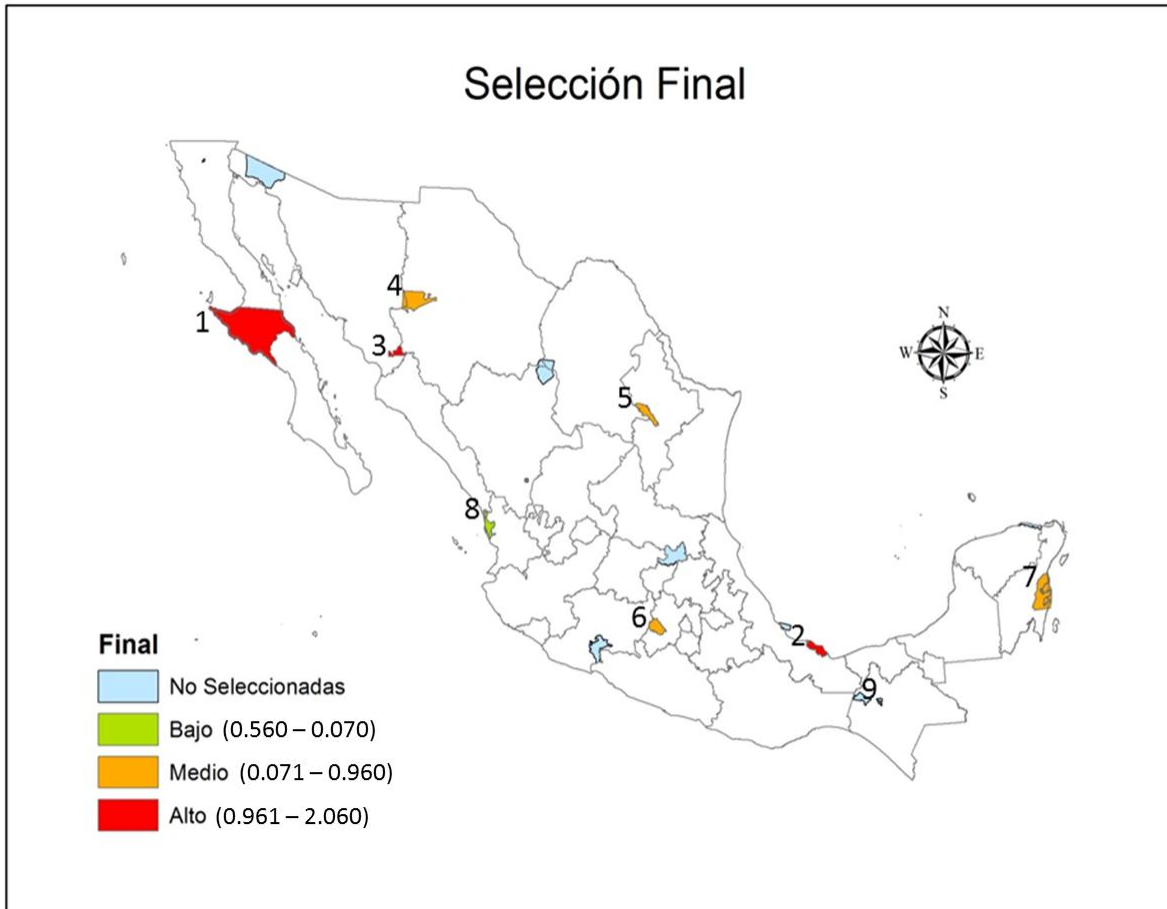 Selección Final
N
W E
S
1
4
3
5
8
6
7
2
9
Final
No Seleccionadas
Bajo (0.560 – 0.070)
Medio (0.071 – 0.960)
Alto (0.961 – 2.060)